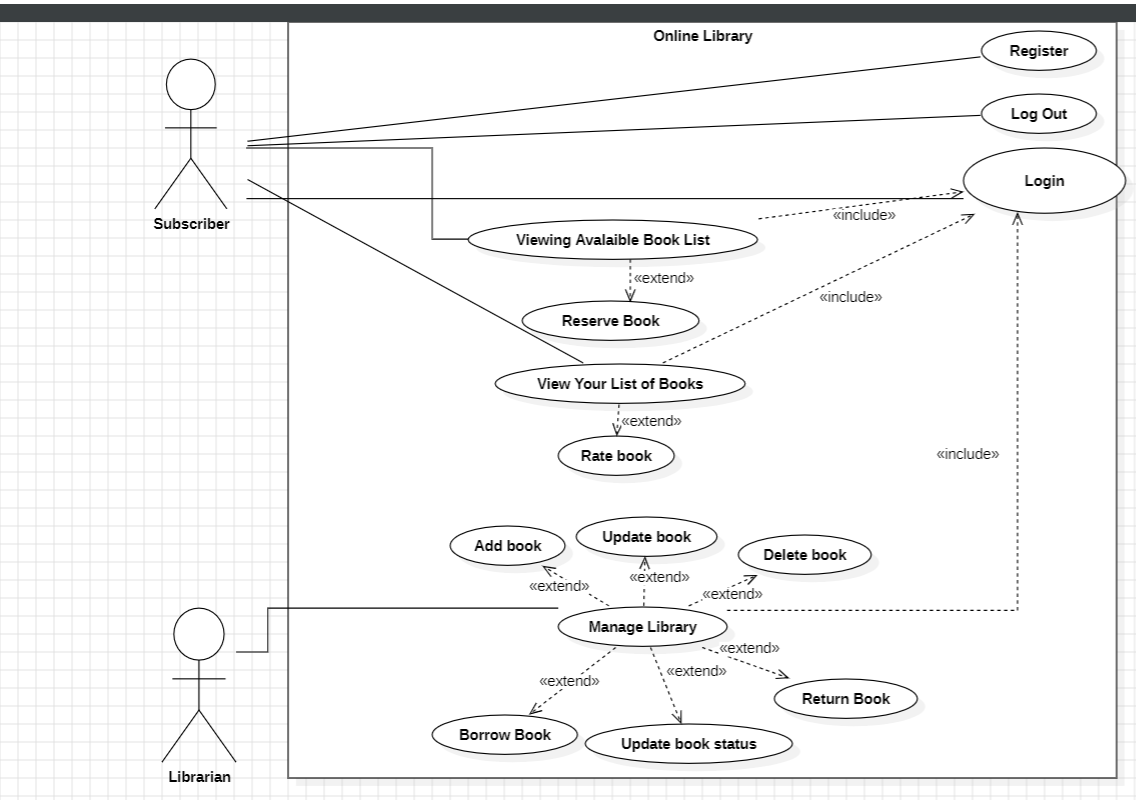 Online Library
Register
Log Out
Login
Subscriber
«include»
Viewing Avalaible Book List
«extend»
«include»
Reserve Book
View Your List of Books
«extend»
Rate book
«include»
Add book
Update book
Delete book
«extend»
«extend»
«extend»
Manage Library
«extend»
«extend»
«extend»
Return Book
Borrow Book
Update book status
Librarian